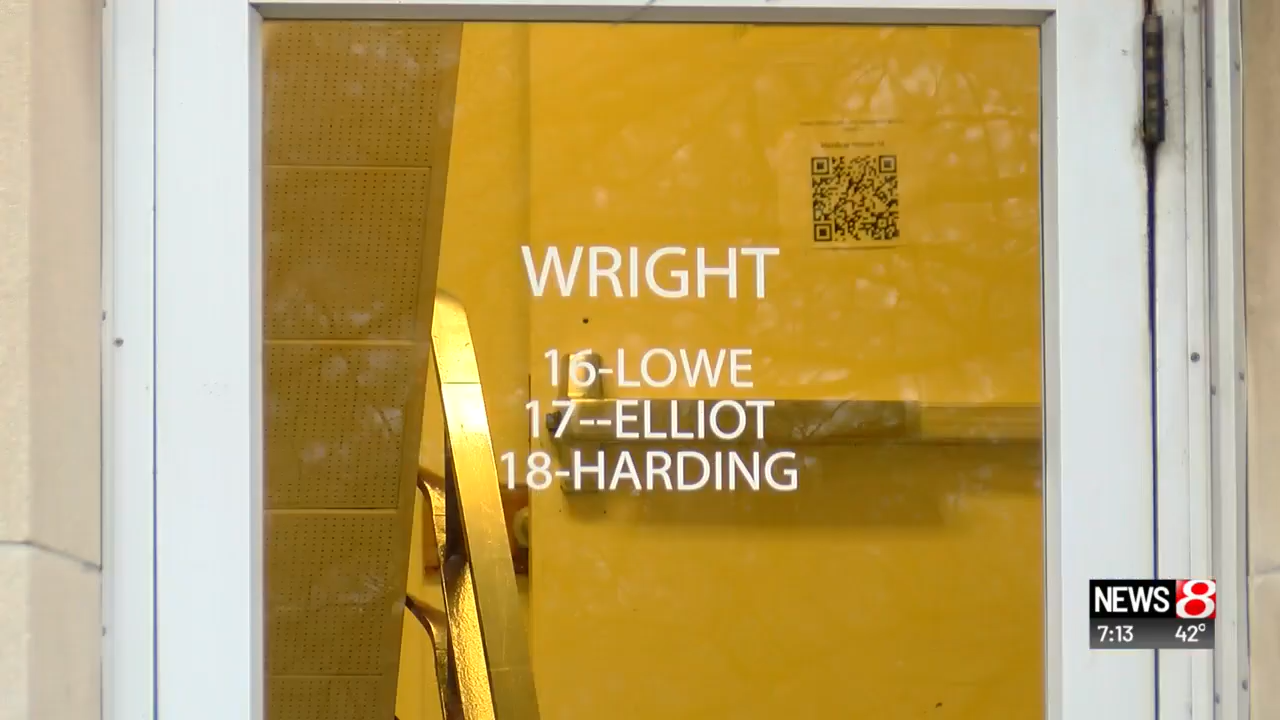 WRIGHT
16-LOWE
17--ELLIOT
18-HARDING
NEWS 8
7:13 42°